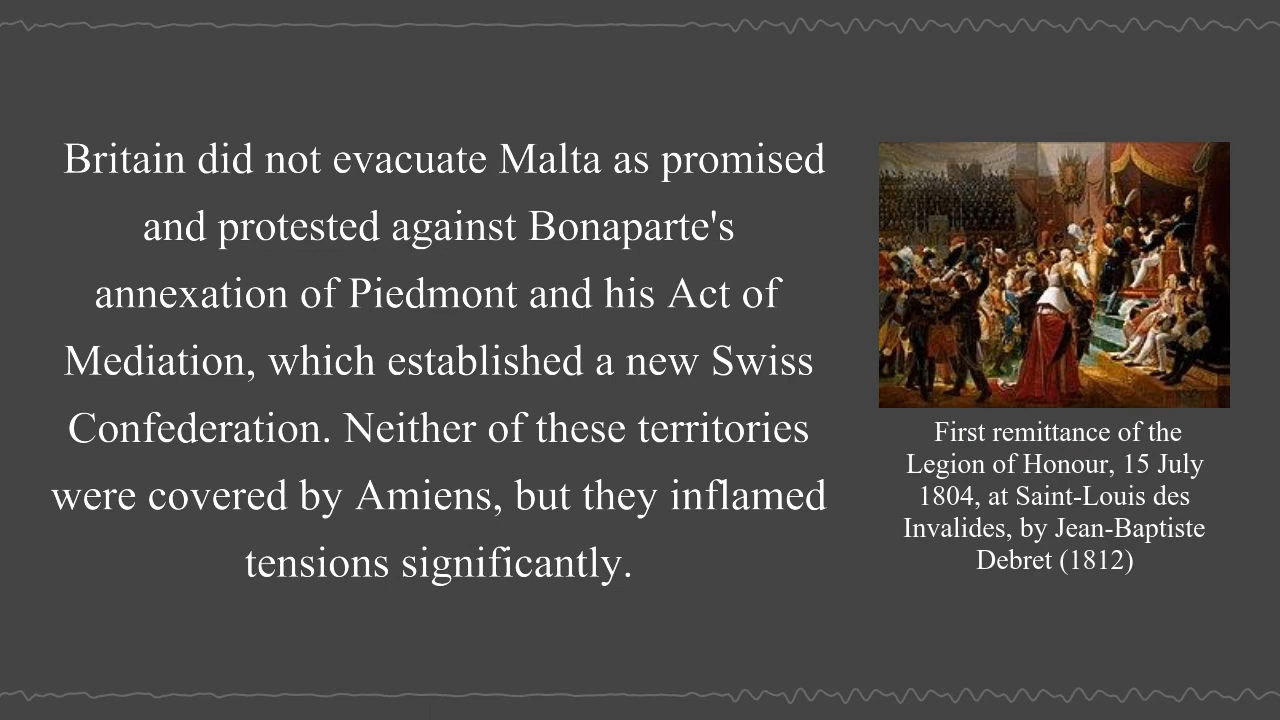 Britain did not evacuate Malta as promised
and protested against Bonaparte's
annexation of Piedmont and his Act of
Mediation, which established a new Swiss
Confederation. Neither of these territories
were covered by Amiens, but they inflamed
tensions significantly.
First remittance of the
Legion of Honour, 15 July
1804, at Saint-Louis des
Invalides, by Jean-Baptiste
Debret (1812)